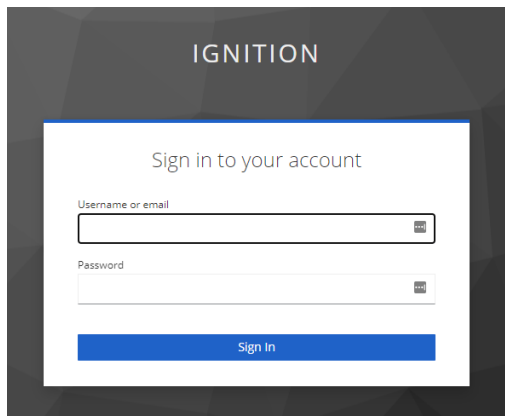 IGNITION
Sign in to your account
Username or email
Password
Sign In